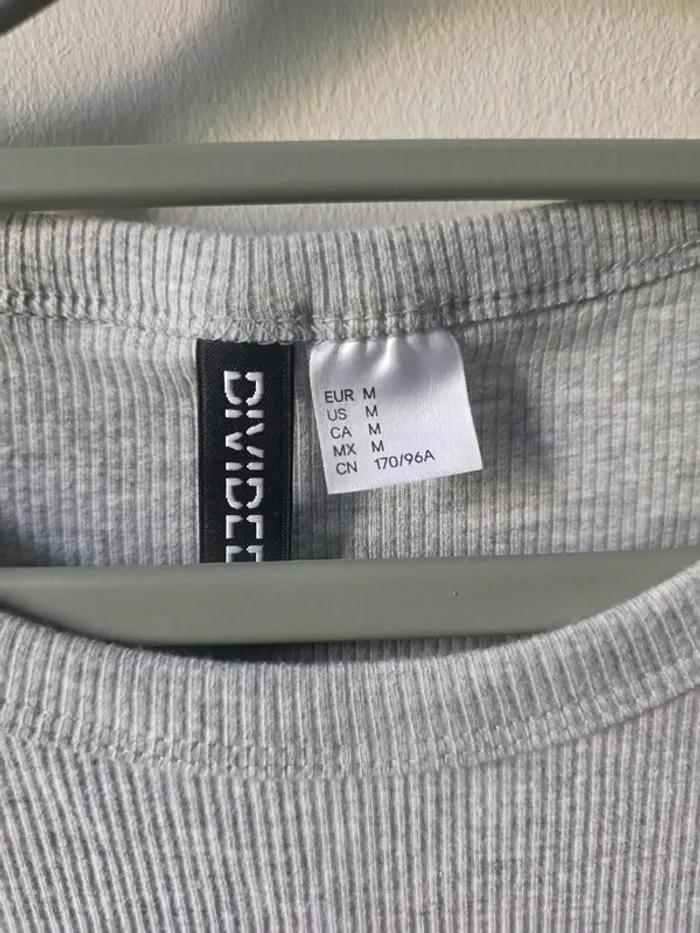 DIVIDED
EUR M
US M
CA M
MX M
CN 170/96A